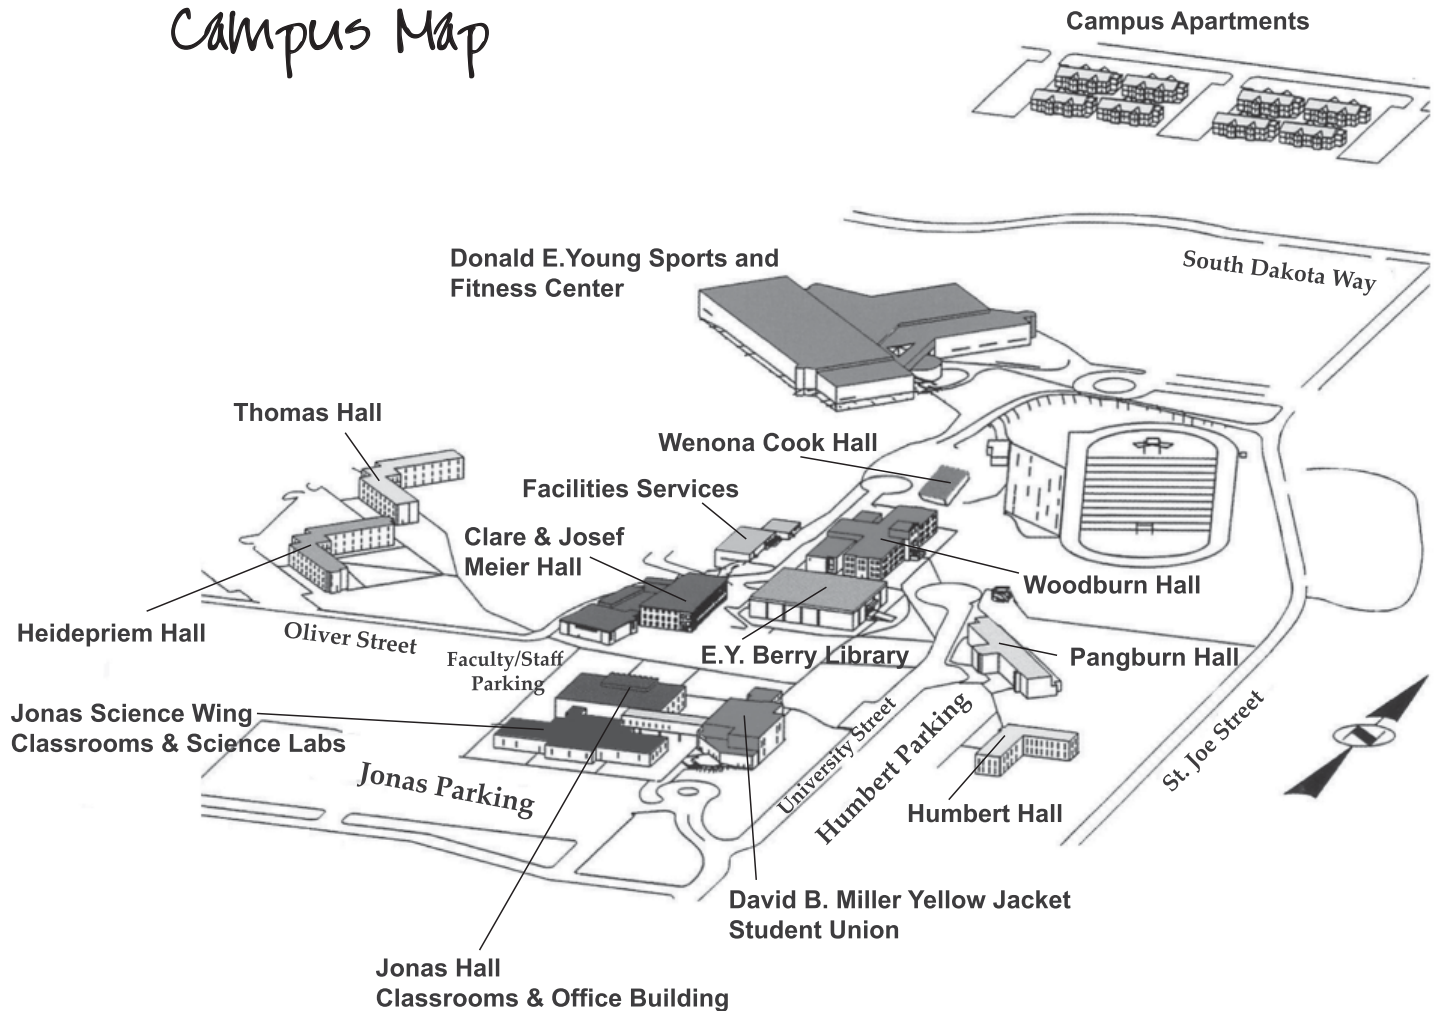 Campus Map
Campus Apartments
South Dakota Way
Donald E.Young Sports and
Fitness Center
Thomas Hall
Wenona Cook Hall
Facilities Services
Clare & Josef
Meier Hall
Woodburn Hall
Heidepriem Hall
Oliver Street
Faculty/Staff
Parking
E.Y. Berry Library
Pangburn Hall
Jonas Science Wing
Classrooms & Science Labs
Jonas Parking
University Street
Humbert Parking
St. Joe Street
N
Humbert Hall
David B. Miller Yellow Jacket
Student Union
Jonas Hall
Classrooms & Office Building